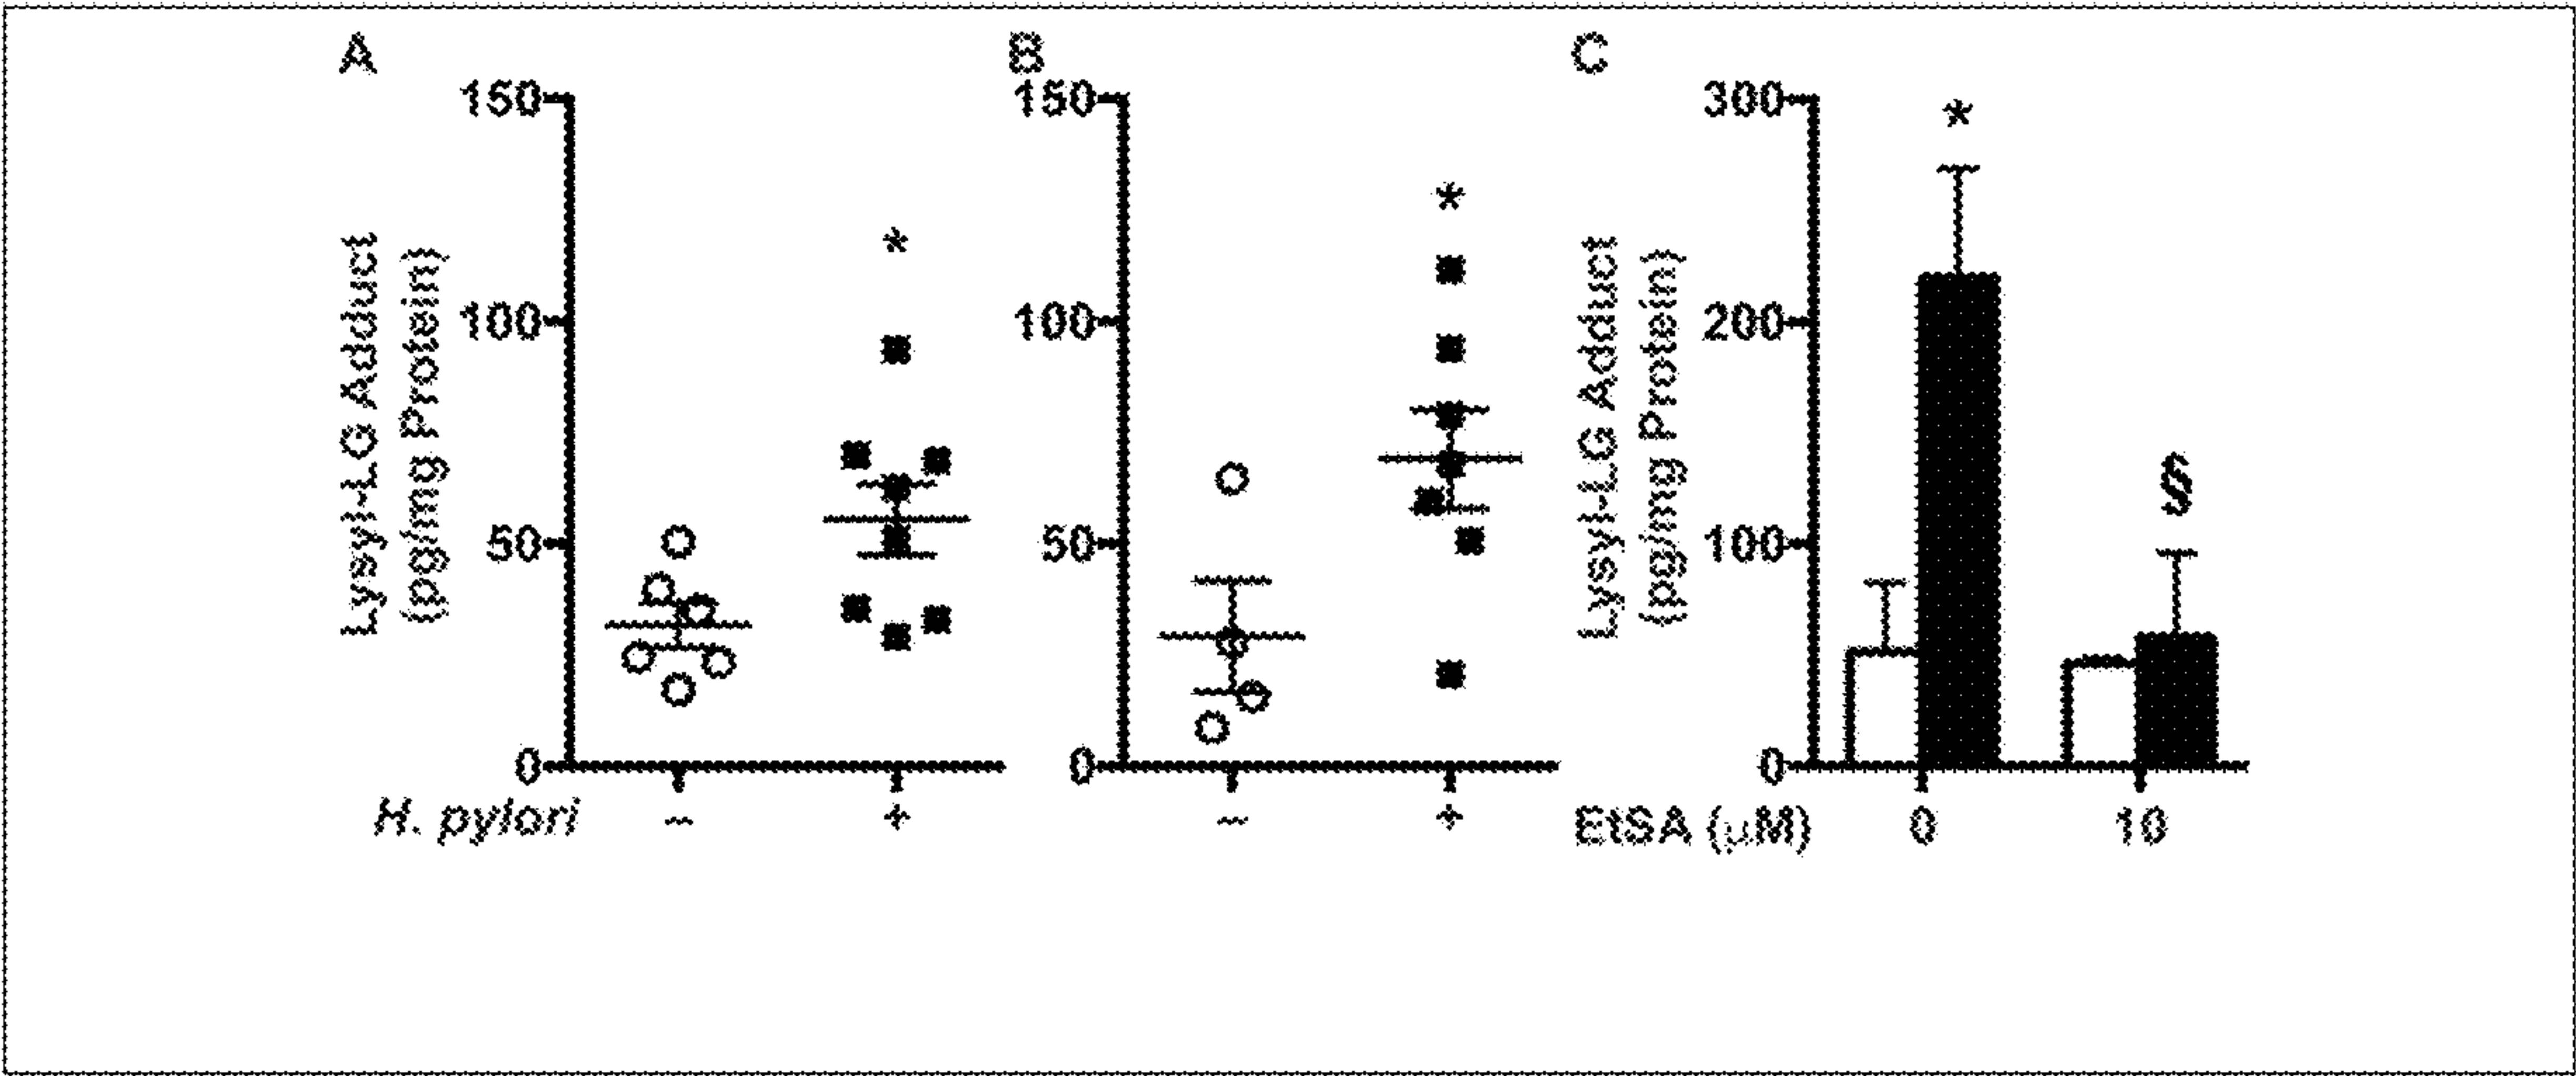 A
B
C
Lysyl-LG Adduct
(pg/mg Protein)
150
100
50
0
*
H. pylori
–
+
150
100
50
0
*
–
+
Lysyl-LG Adduct
(pg/mg Protein)
300
200
100
0
*
§
EtSA (μM)
0
10